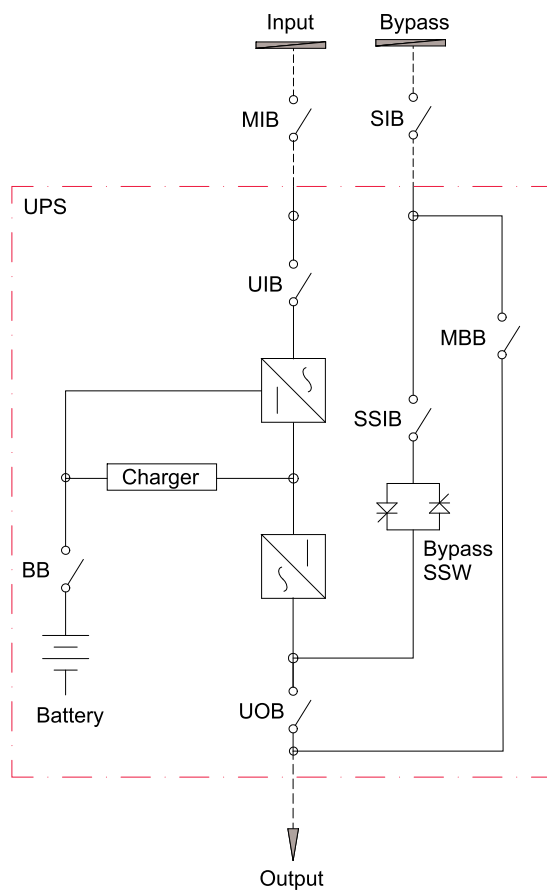 Input
Bypass
MIB
SIB
UPS
UIB
MBB
SSIB
Charger
Bypass
SSW
BB
Battery
UOB
Output